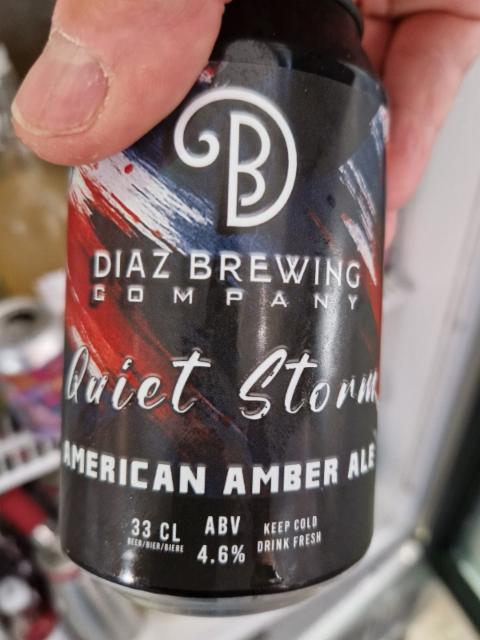 DB
DIAZ BREWING
COMPANY
Quiet Storm
AMERICAN AMBER ALE
33 CL
BEER/BIER/BIERE
ABV
4.6%
KEEP COLD
DRINK FRESH